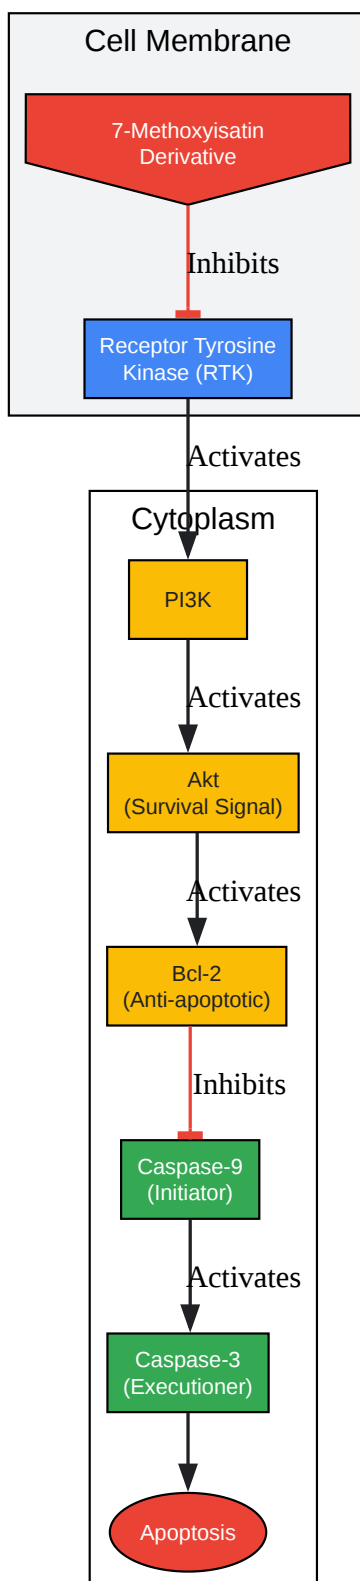 Cell Membrane
7-Methoxyisatin
Derivative
Inhibits
Receptor Tyrosine
Kinase (RTK)
Activates
Cytoplasm
PI3K
Activates
Akt
(Survival Signal)
Activates
Bcl-2
(Anti-apoptotic)
Inhibits
Caspase-9
(Initiator)
Activates
Caspase-3
(Executioner)
Apoptosis